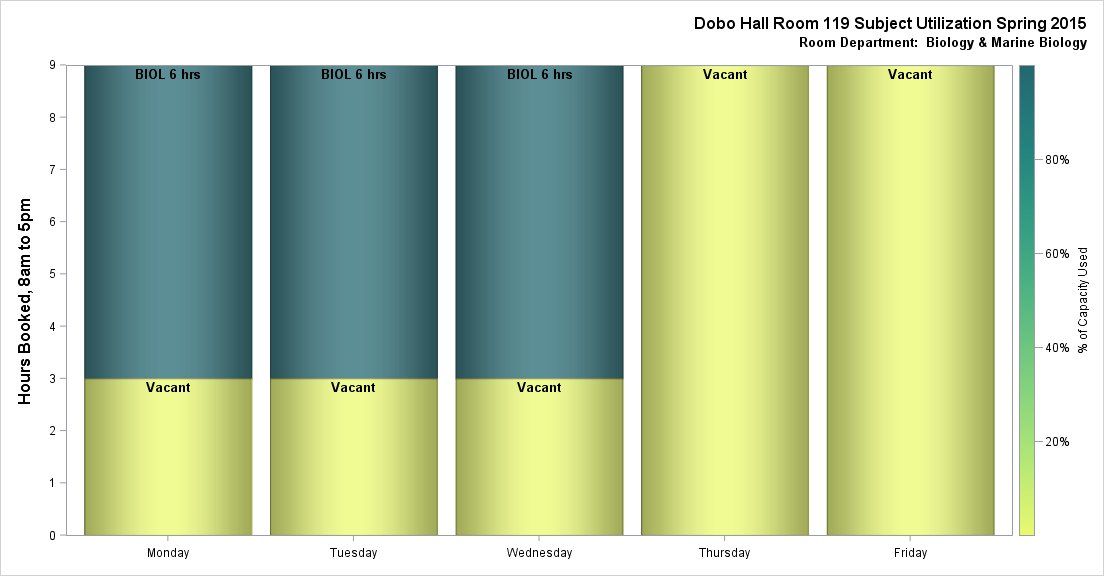 Dobo Hall Room 119 Subject Utilization Spring 2015
Room Department:  Biology & Marine Biology
Hours Booked, 8am to 5pm
9
8
7
6
5
4
3
2
1
0
BIOL 6 hrs
BIOL 6 hrs
BIOL 6 hrs
Vacant
Vacant
Vacant
Vacant
Vacant
Monday
Tuesday
Wednesday
Thursday
Friday
80%
60%
40%
20%
% of Capacity Used